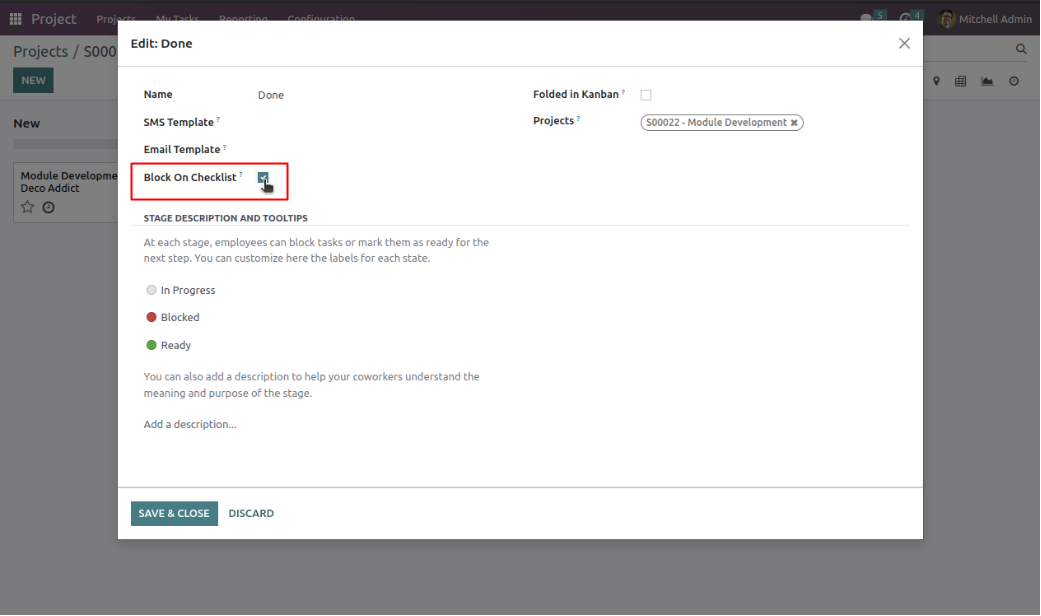 Project Projects My Tasks Reporting Configuration 5 4 Mitchell Admin
Projects / S000
NEW
New
Module Developme
Deco Addict
Edit: Done
Name Done
SMS Template ?
Email Template ?
Block On Checklist ?
Folded in Kanban ?
Projects ? S00022 - Module Development ✖
STAGE DESCRIPTION AND TOOLTIPS
At each stage, employees can block tasks or mark them as ready for the
next step. You can customize here the labels for each state.
In Progress
Blocked
Ready
You can also add a description to help your coworkers understand the
meaning and purpose of the stage.
Add a description...
SAVE & CLOSE DISCARD